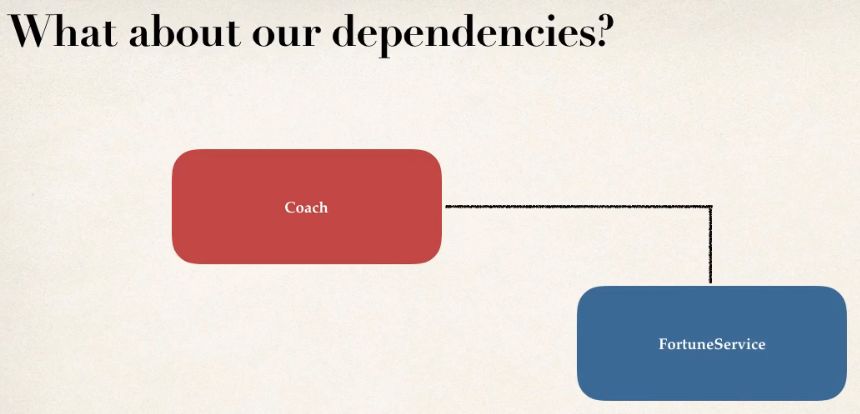 What about our dependencies?
Coach
FortuneService